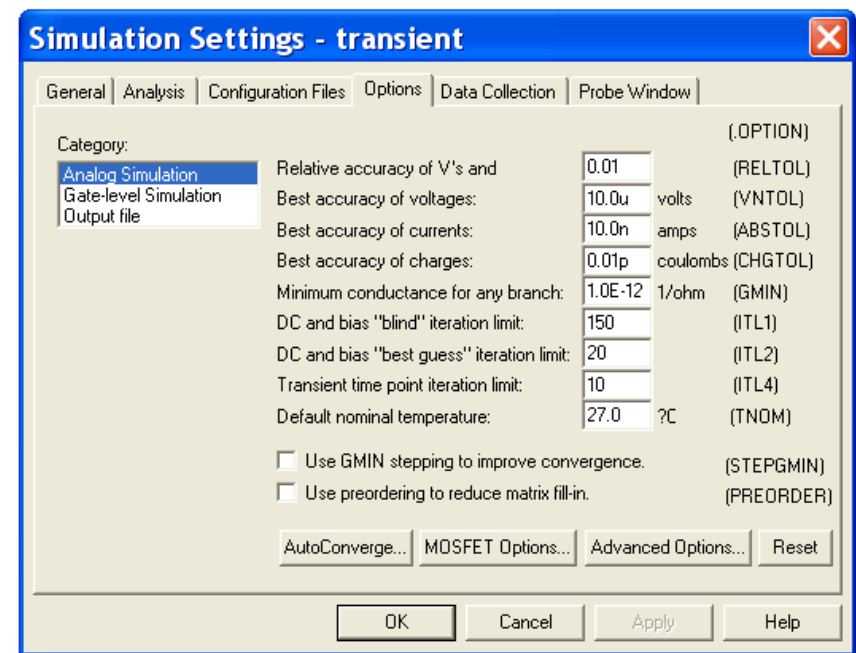 Simulation Settings - transient
General Analysis Configuration Files Options Data Collection Probe Window
(.OPTION)
Category:
Analog Simulation
Gate-level Simulation
Output file
Relative accuracy of V's and 0.01 (RELTOL)
Best accuracy of voltages: 10.0u volts (VNTOL)
Best accuracy of currents: 10.0n amps (ABSTOL)
Best accuracy of charges: 0.01p coulombs (CHGTOL)
Minimum conductance for any branch: 1.0E-12 1/ohm (GMIN)
DC and bias "blind" iteration limit: 150 (ITL1)
DC and bias "best guess" iteration limit: 20 (ITL2)
Transient time point iteration limit: 10 (ITL4)
Default nominal temperature: 27.0 ?C (TNOM)
Use GMIN stepping to improve convergence. (STEPGMIN)
Use preordering to reduce matrix fill-in. (PREORDER)
AutoConverge... MOSFET Options... Advanced Options... Reset
OK Cancel Apply Help